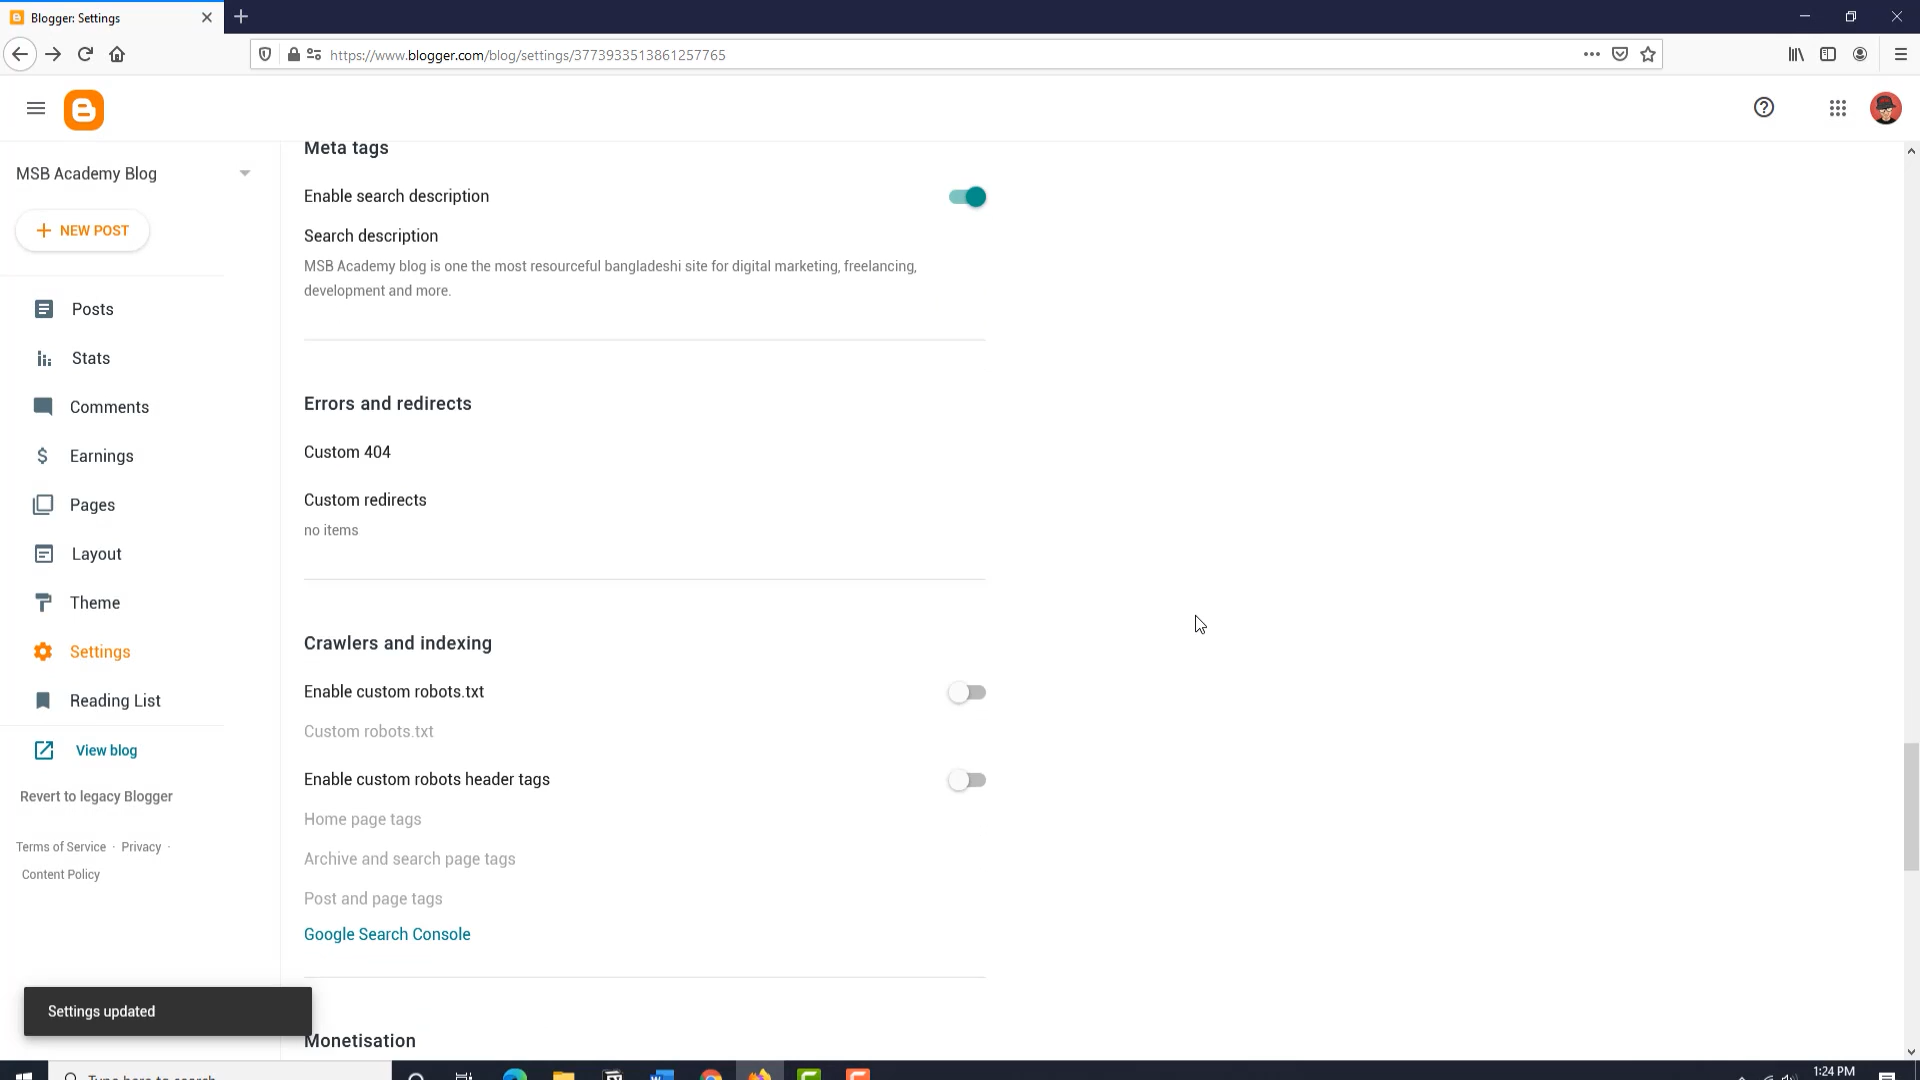 Blogger: Settings
https://www.blogger.com/blog/settings/3773933513861257765
MSB Academy Blog
NEW POST
Posts
Stats
Comments
Earnings
Pages
Layout
Theme
Settings
Reading List
View blog
Revert to legacy Blogger
Terms of Service · Privacy ·
Content Policy
Meta tags
Enable search description
Search description
MSB Academy blog is one the most resourceful bangladeshi site for digital marketing, freelancing,
development and more.
Errors and redirects
Custom 404
Custom redirects
no items
Crawlers and indexing
Enable custom robots.txt
Custom robots.txt
Enable custom robots header tags
Home page tags
Archive and search page tags
Post and page tags
Google Search Console
Monetisation
Settings updated
Type here to search
1:24 PM